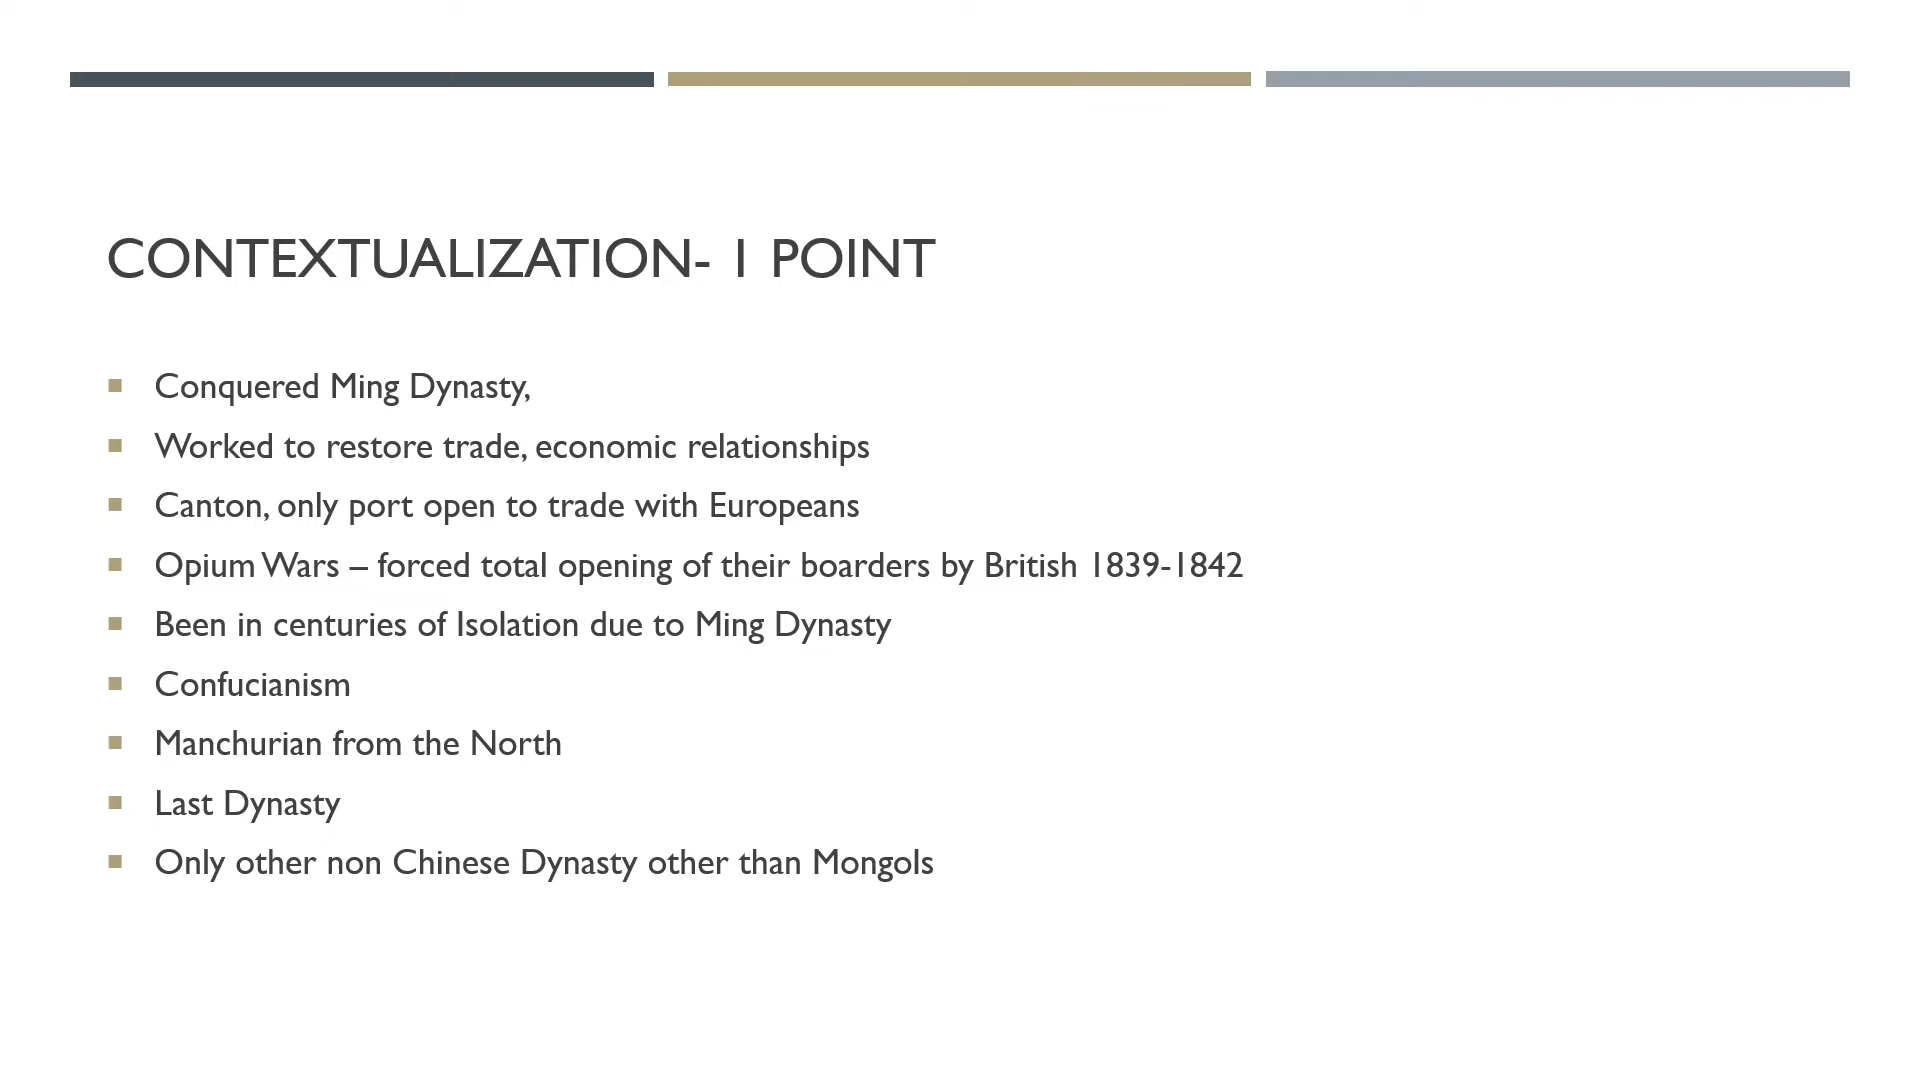 CONTEXTUALIZATION- 1 POINT
Conquered Ming Dynasty,
Worked to restore trade, economic relationships
Canton, only port open to trade with Europeans
Opium Wars – forced total opening of their boarders by British 1839-1842
Been in centuries of Isolation due to Ming Dynasty
Confucianism
Manchurian from the North
Last Dynasty
Only other non Chinese Dynasty other than Mongols